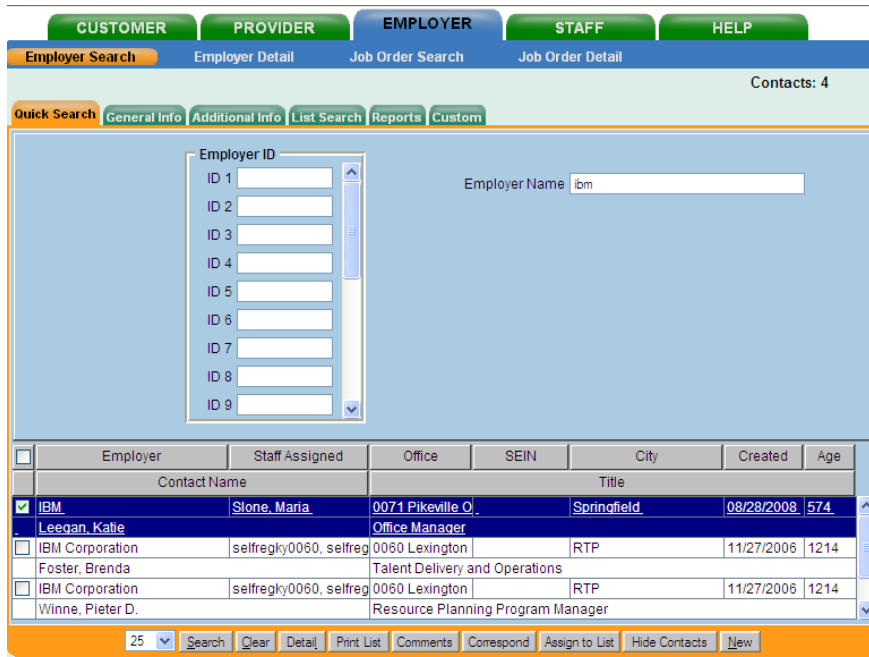 CUSTOMER PROVIDER EMPLOYER STAFF HELP
Employer Search Employer Detail Job Order Search Job Order Detail
Contacts: 4
Quick Search General Info Additional Info List Search Reports Custom
Employer ID
ID 1
Employer Name ibm
ID 2
ID 3
ID 4
ID 5
ID 6
ID 7
ID 8
ID 9
Employer Staff Assigned Office SEIN City Created Age
Contact Name Title
IBM Slone, Maria 0071 Pikeville O Springfield 08/28/2008 574
Leegan, Katie Office Manager
IBM Corporation selfregky0060, selfreg 0060 Lexington RTP 11/27/2006 1214
Foster, Brenda Talent Delivery and Operations
IBM Corporation selfregky0060, selfreg 0060 Lexington RTP 11/27/2006 1214
Winne, Pieter D. Resource Planning Program Manager
25 Search Clear Detail Print List Comments Correspond Assign to List Hide Contacts New